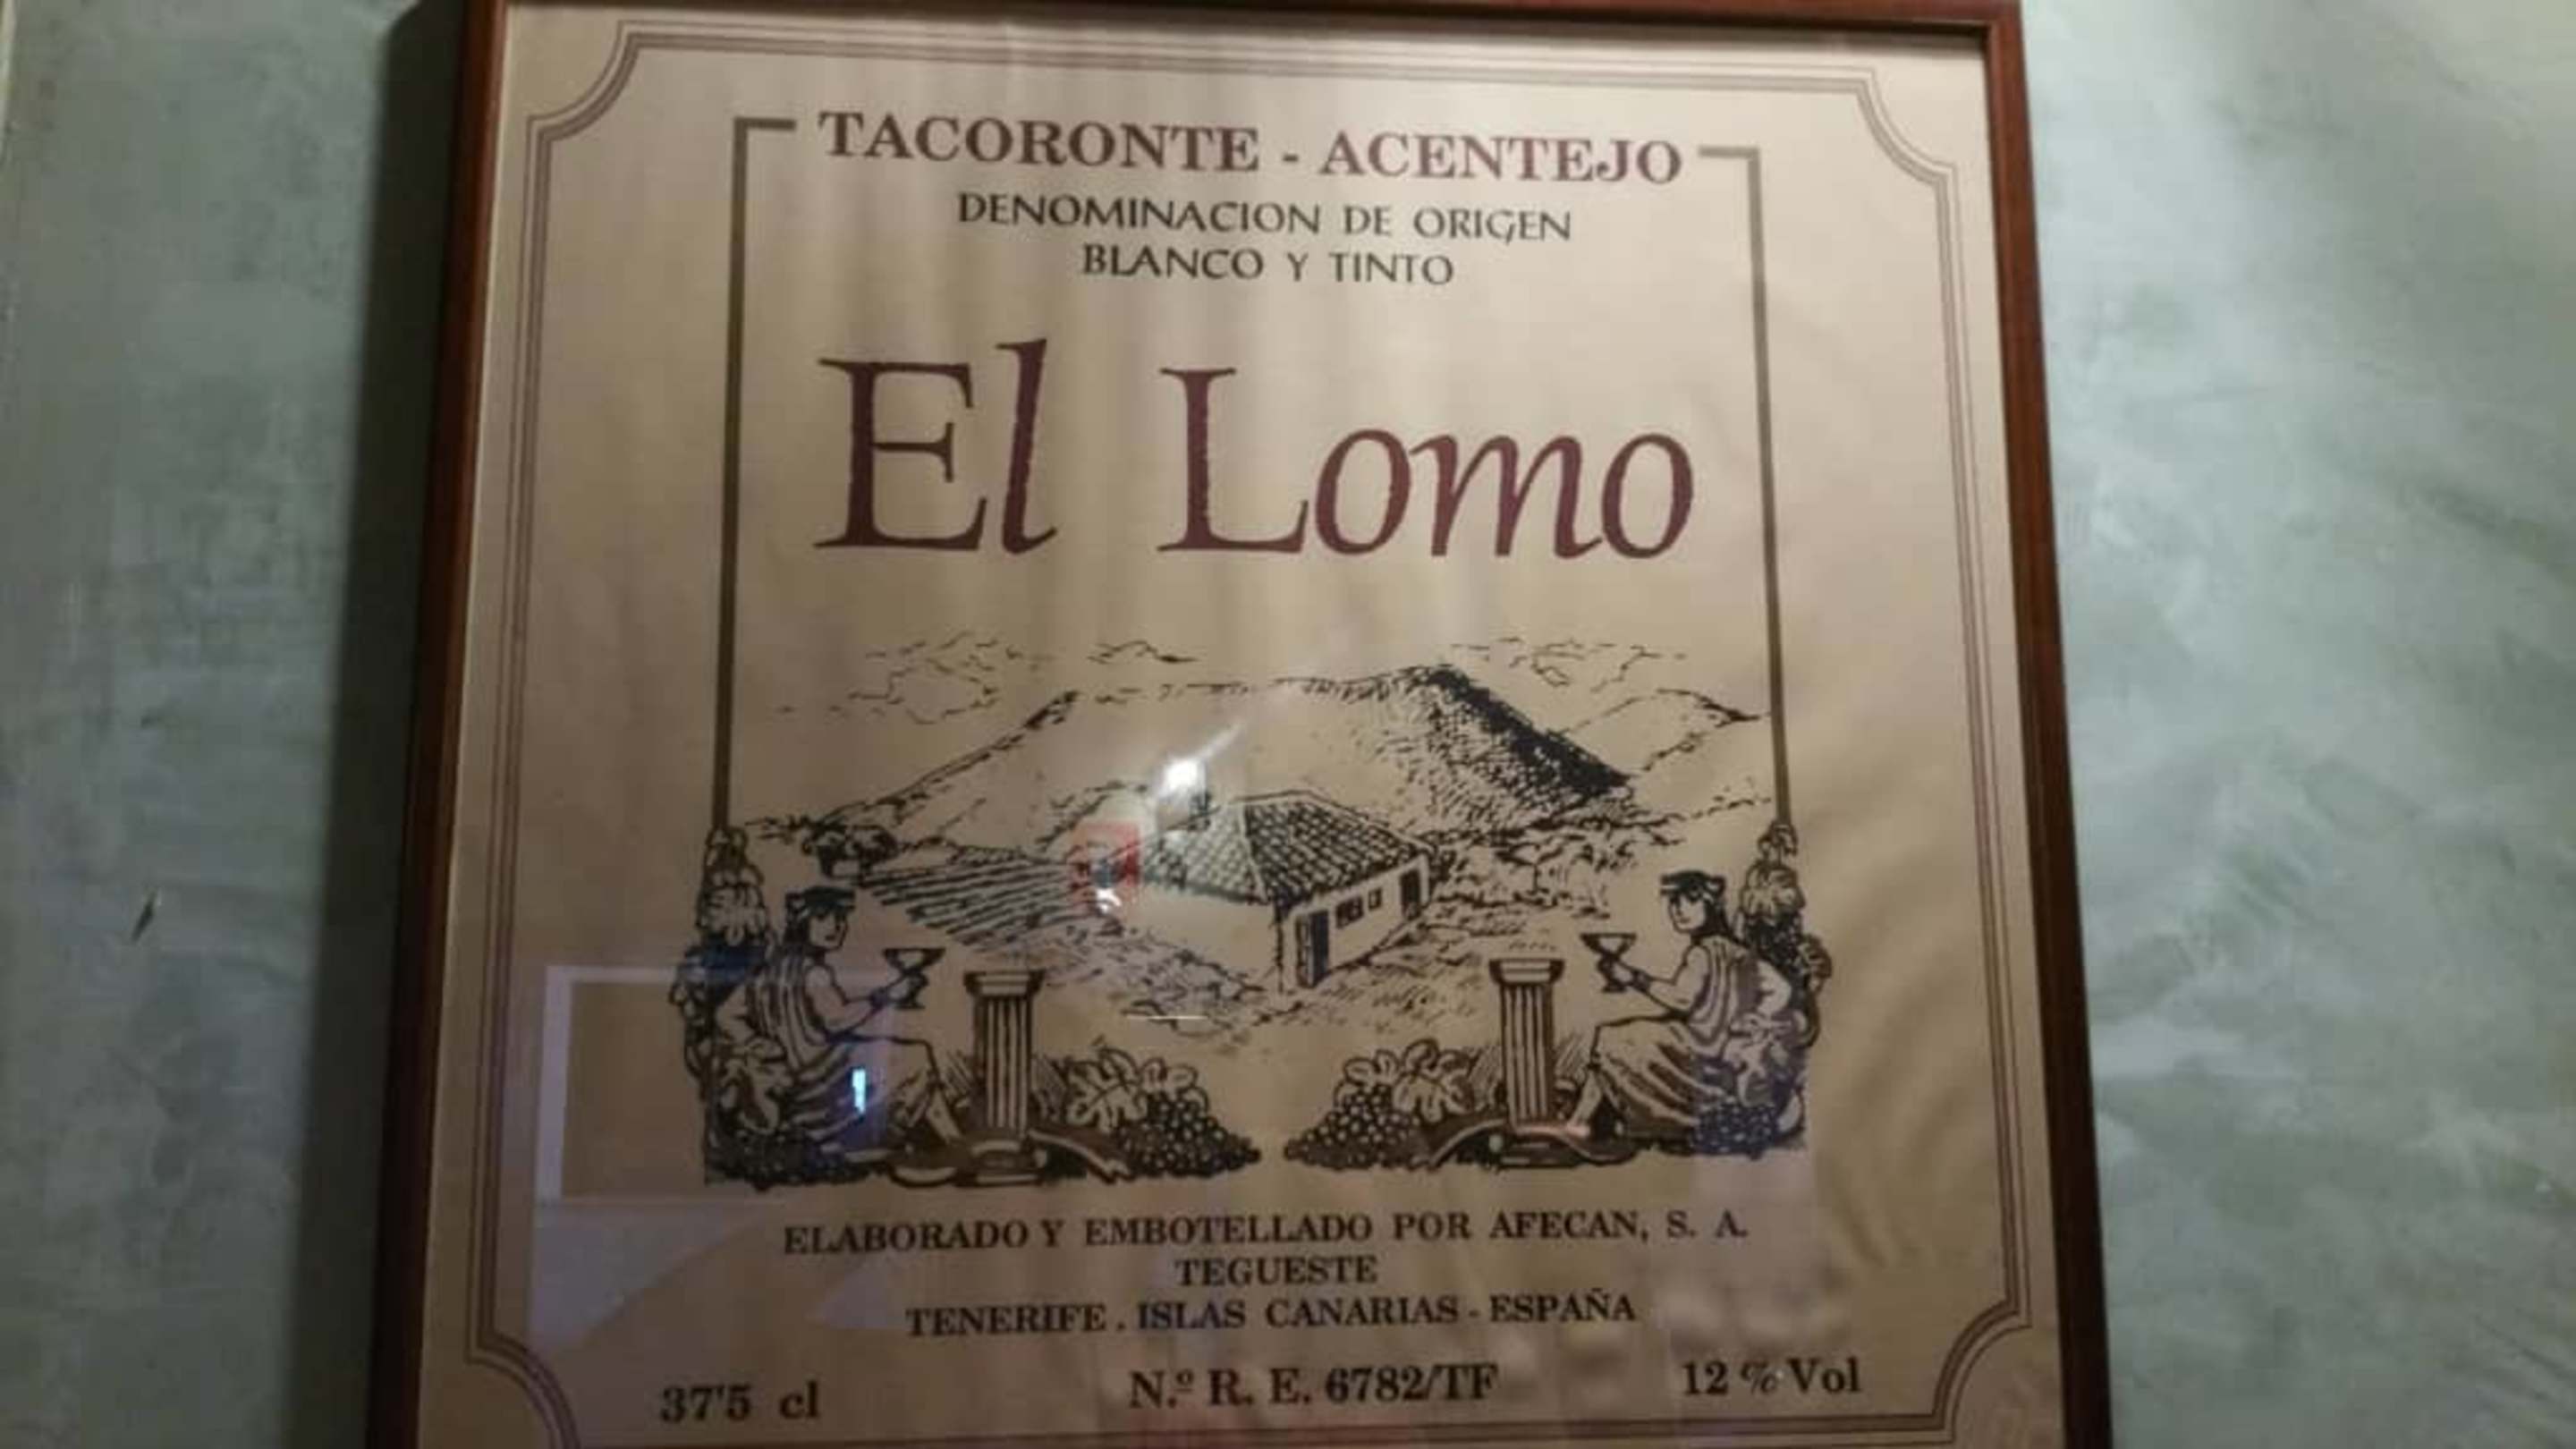 TACORONTE - ACENTEJO
DENOMINACION DE ORIGEN
BLANCO Y TINTO
El Lomo
ELABORADO Y EMBOTELLADO POR AFECAN, S. A.
TEGUESTE
TENERIFE . ISLAS CANARIAS - ESPAÑA
37'5 cl N.º R. E. 6782/TF 12 % Vol